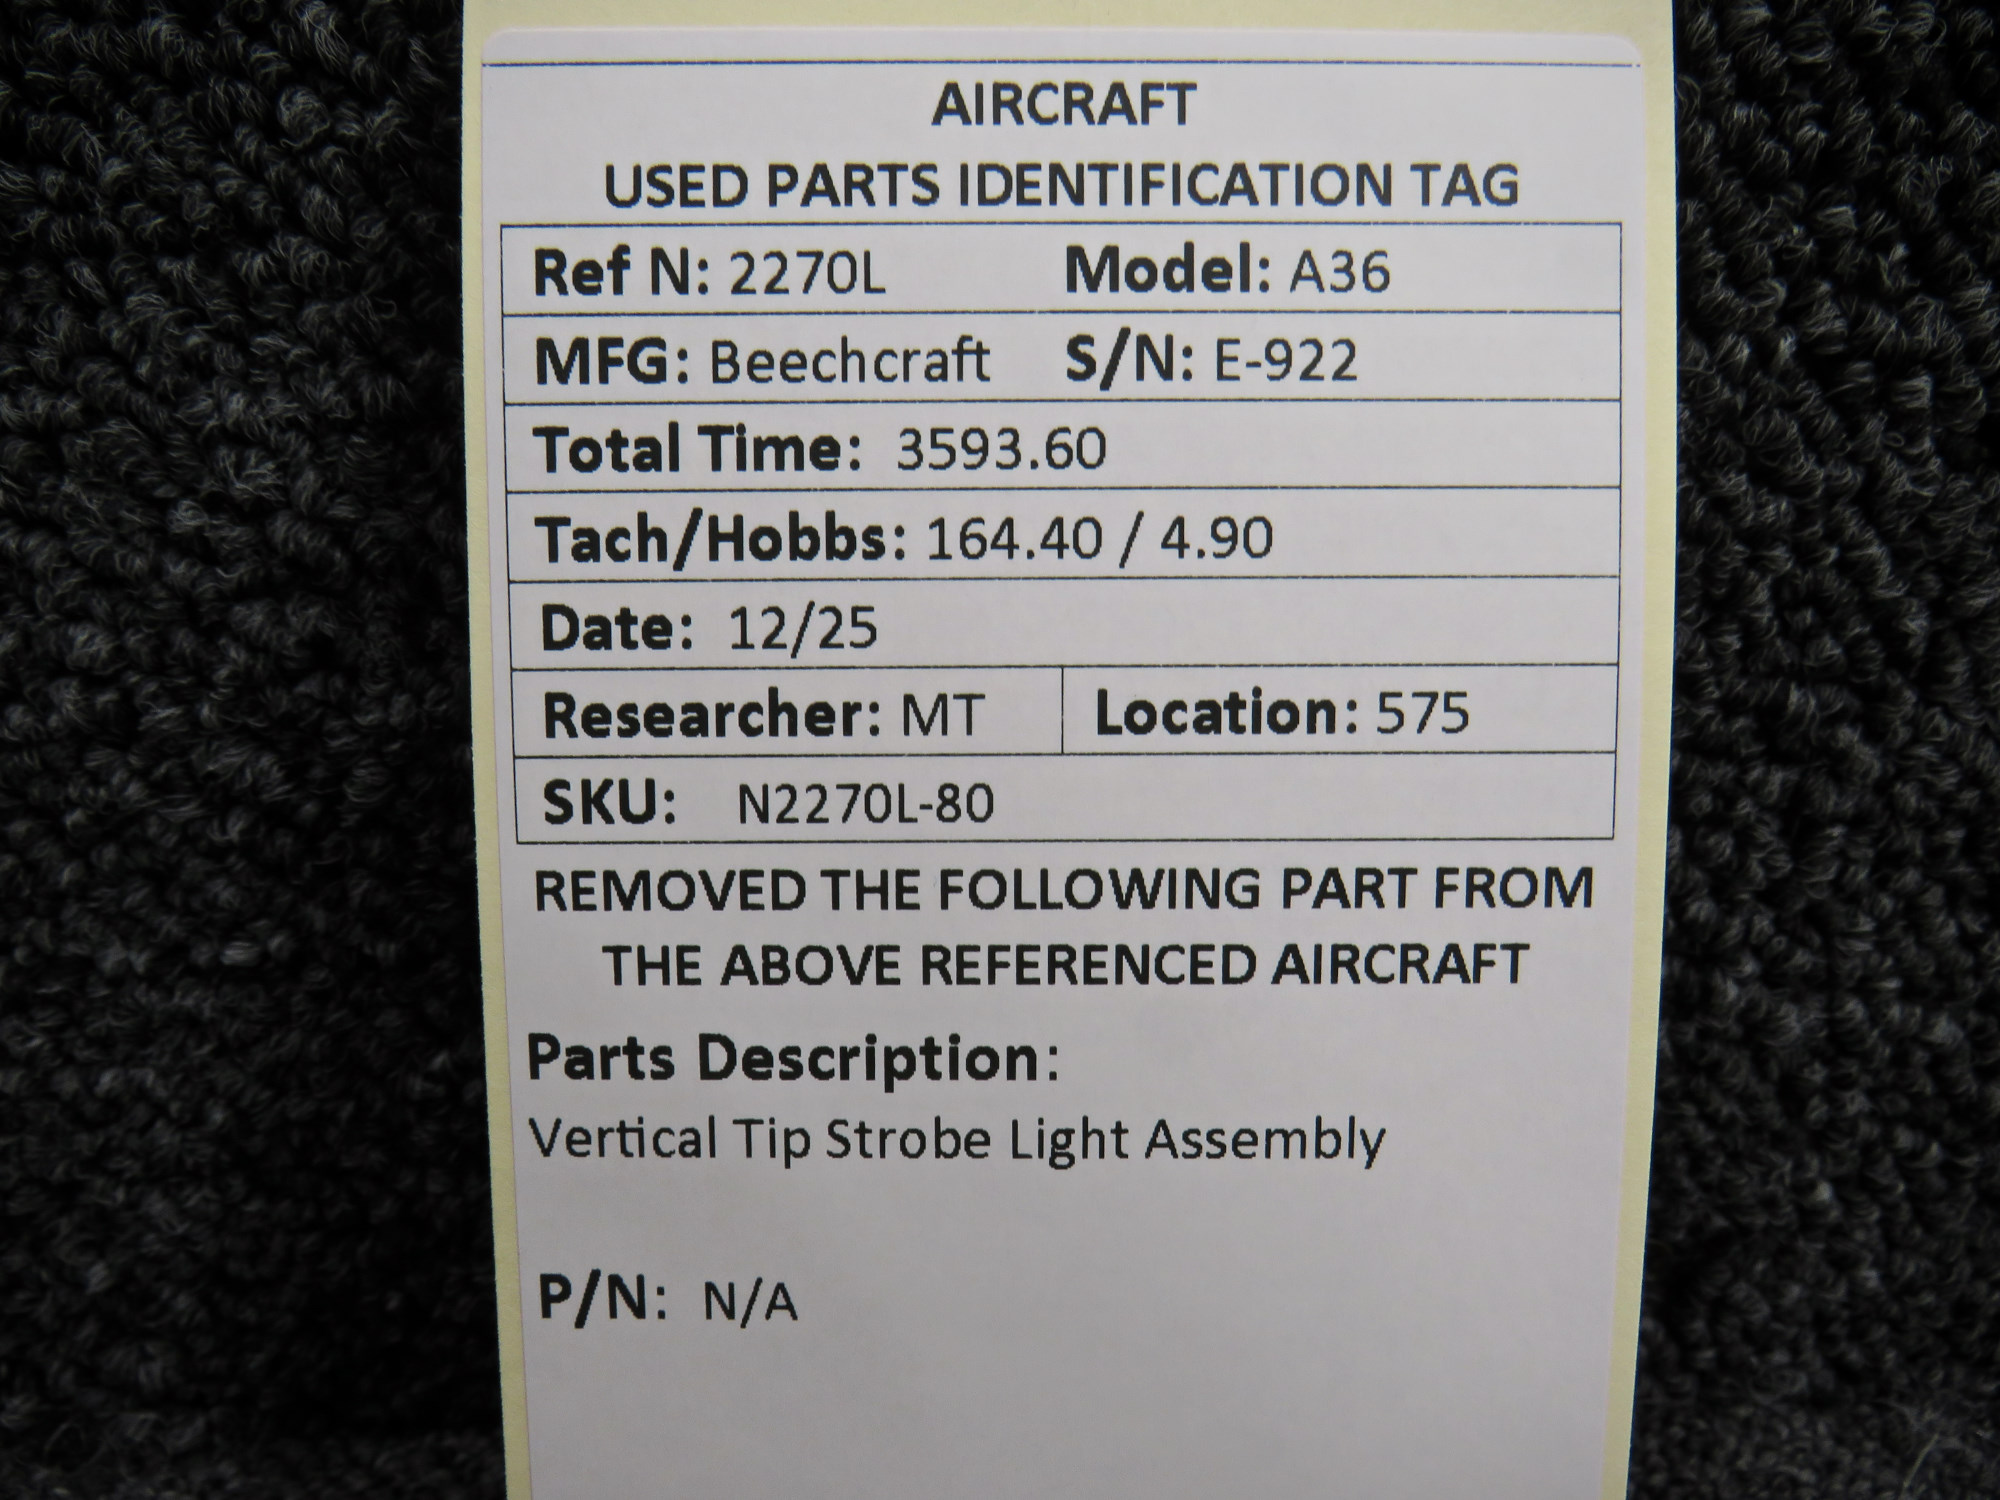 AIRCRAFT
USED PARTS IDENTIFICATION TAG
Ref N: 2270L Model: A36
MFG: Beechcraft S/N: E-922
Total Time: 3593.60
Tach/Hobbs: 164.40 / 4.90
Date: 12/25
Researcher: MT Location: 575
SKU: N2270L-80
REMOVED THE FOLLOWING PART FROM
THE ABOVE REFERENCED AIRCRAFT
Parts Description:
Vertical Tip Strobe Light Assembly
P/N: N/A